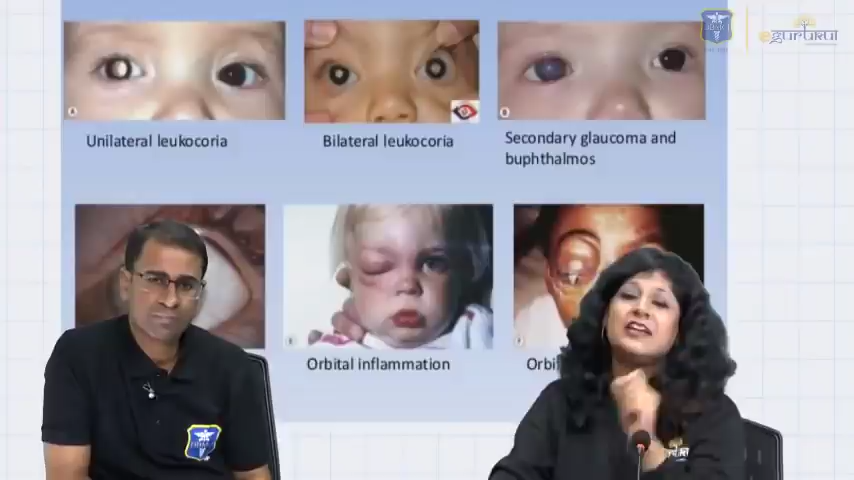 eGurukul
Unilateral leukocoria
Bilateral leukocoria
Secondary glaucoma and
buphthalmos
Orbital inflammation